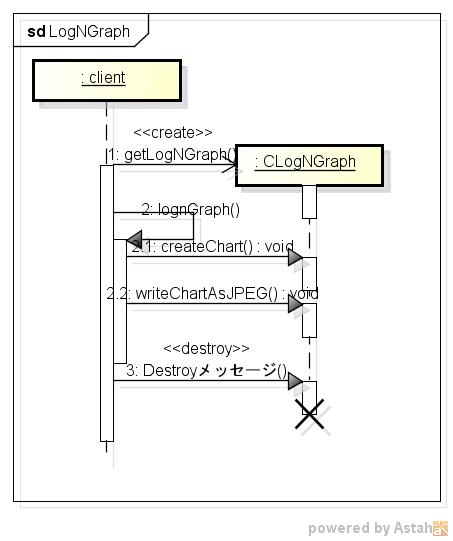 sd LogNGraph
: client
<<create>>
1: getLogNGraph()
: CLogNGraph
2: lognGraph()
2.1: createChart() : void
2.2: writeChartAsJPEG() : void
<<destroy>>
3: Destroyメッセージ()
powered by Astah